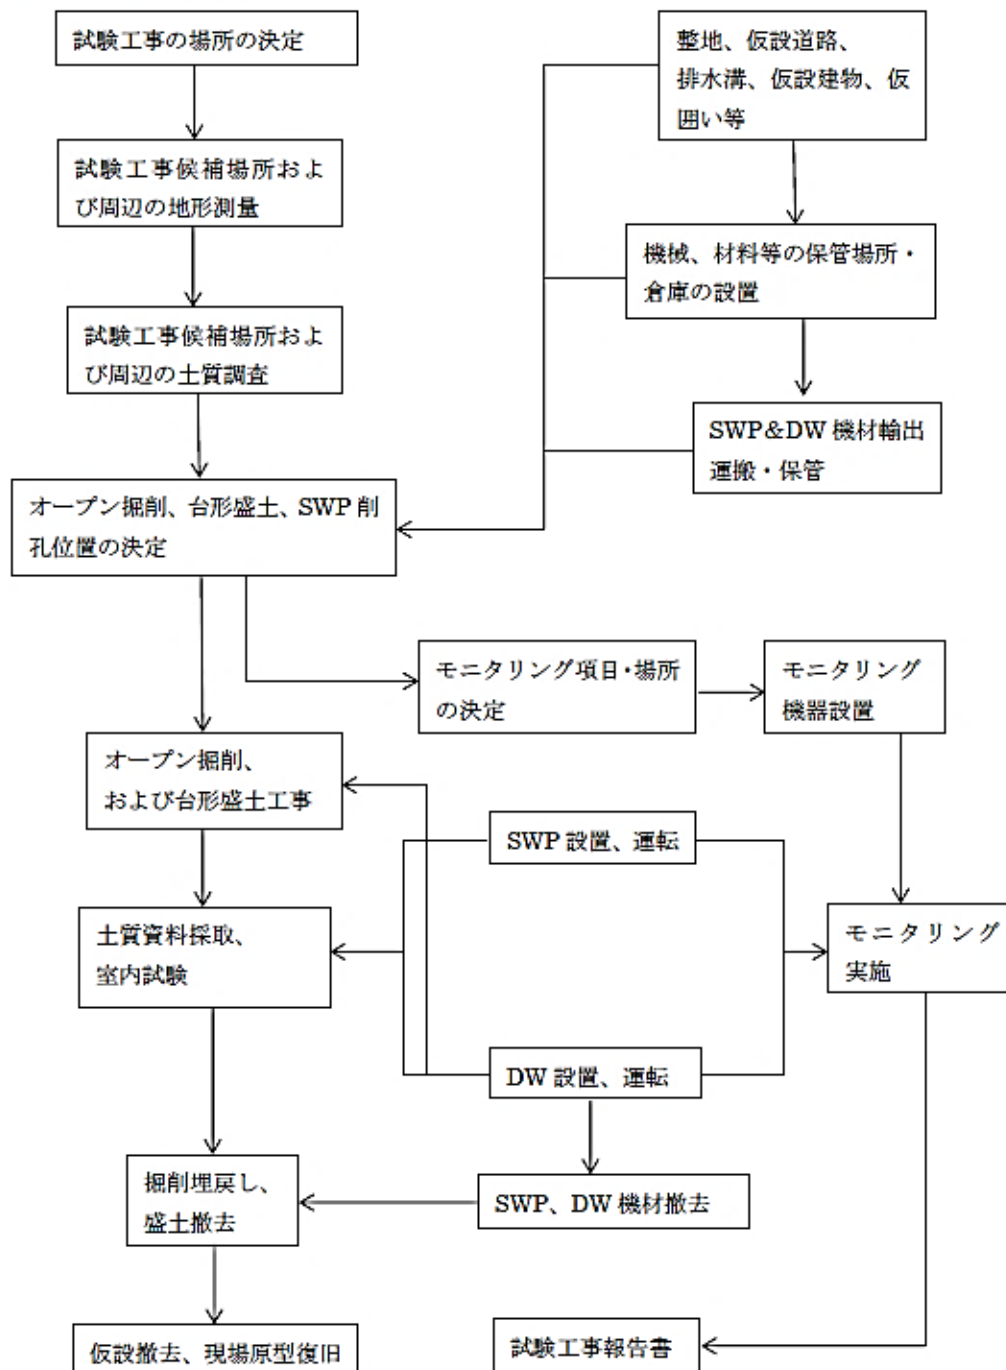 試験工事の場所の決定
整地、仮設道路、
排水溝、仮設建物、仮
囲い等
試験工事候補場所およ
び周辺の地形測量
機械、材料等の保管場所・
倉庫の設置
試験工事候補場所およ
び周辺の土質調査
SWP&DW 機材輸出
運搬・保管
オープン掘削、台形盛土、SWP 削
孔位置の決定
モニタリング項目・場所
の決定
モニタリング
機器設置
オープン掘削、
および台形盛土工事
SWP 設置、運転
土質資料採取、
室内試験
モニタリング
実施
DW 設置、運転
掘削埋戻し、
盛土撤去
SWP、DW 機材撤去
仮設撤去、現場原型復旧
試験工事報告書